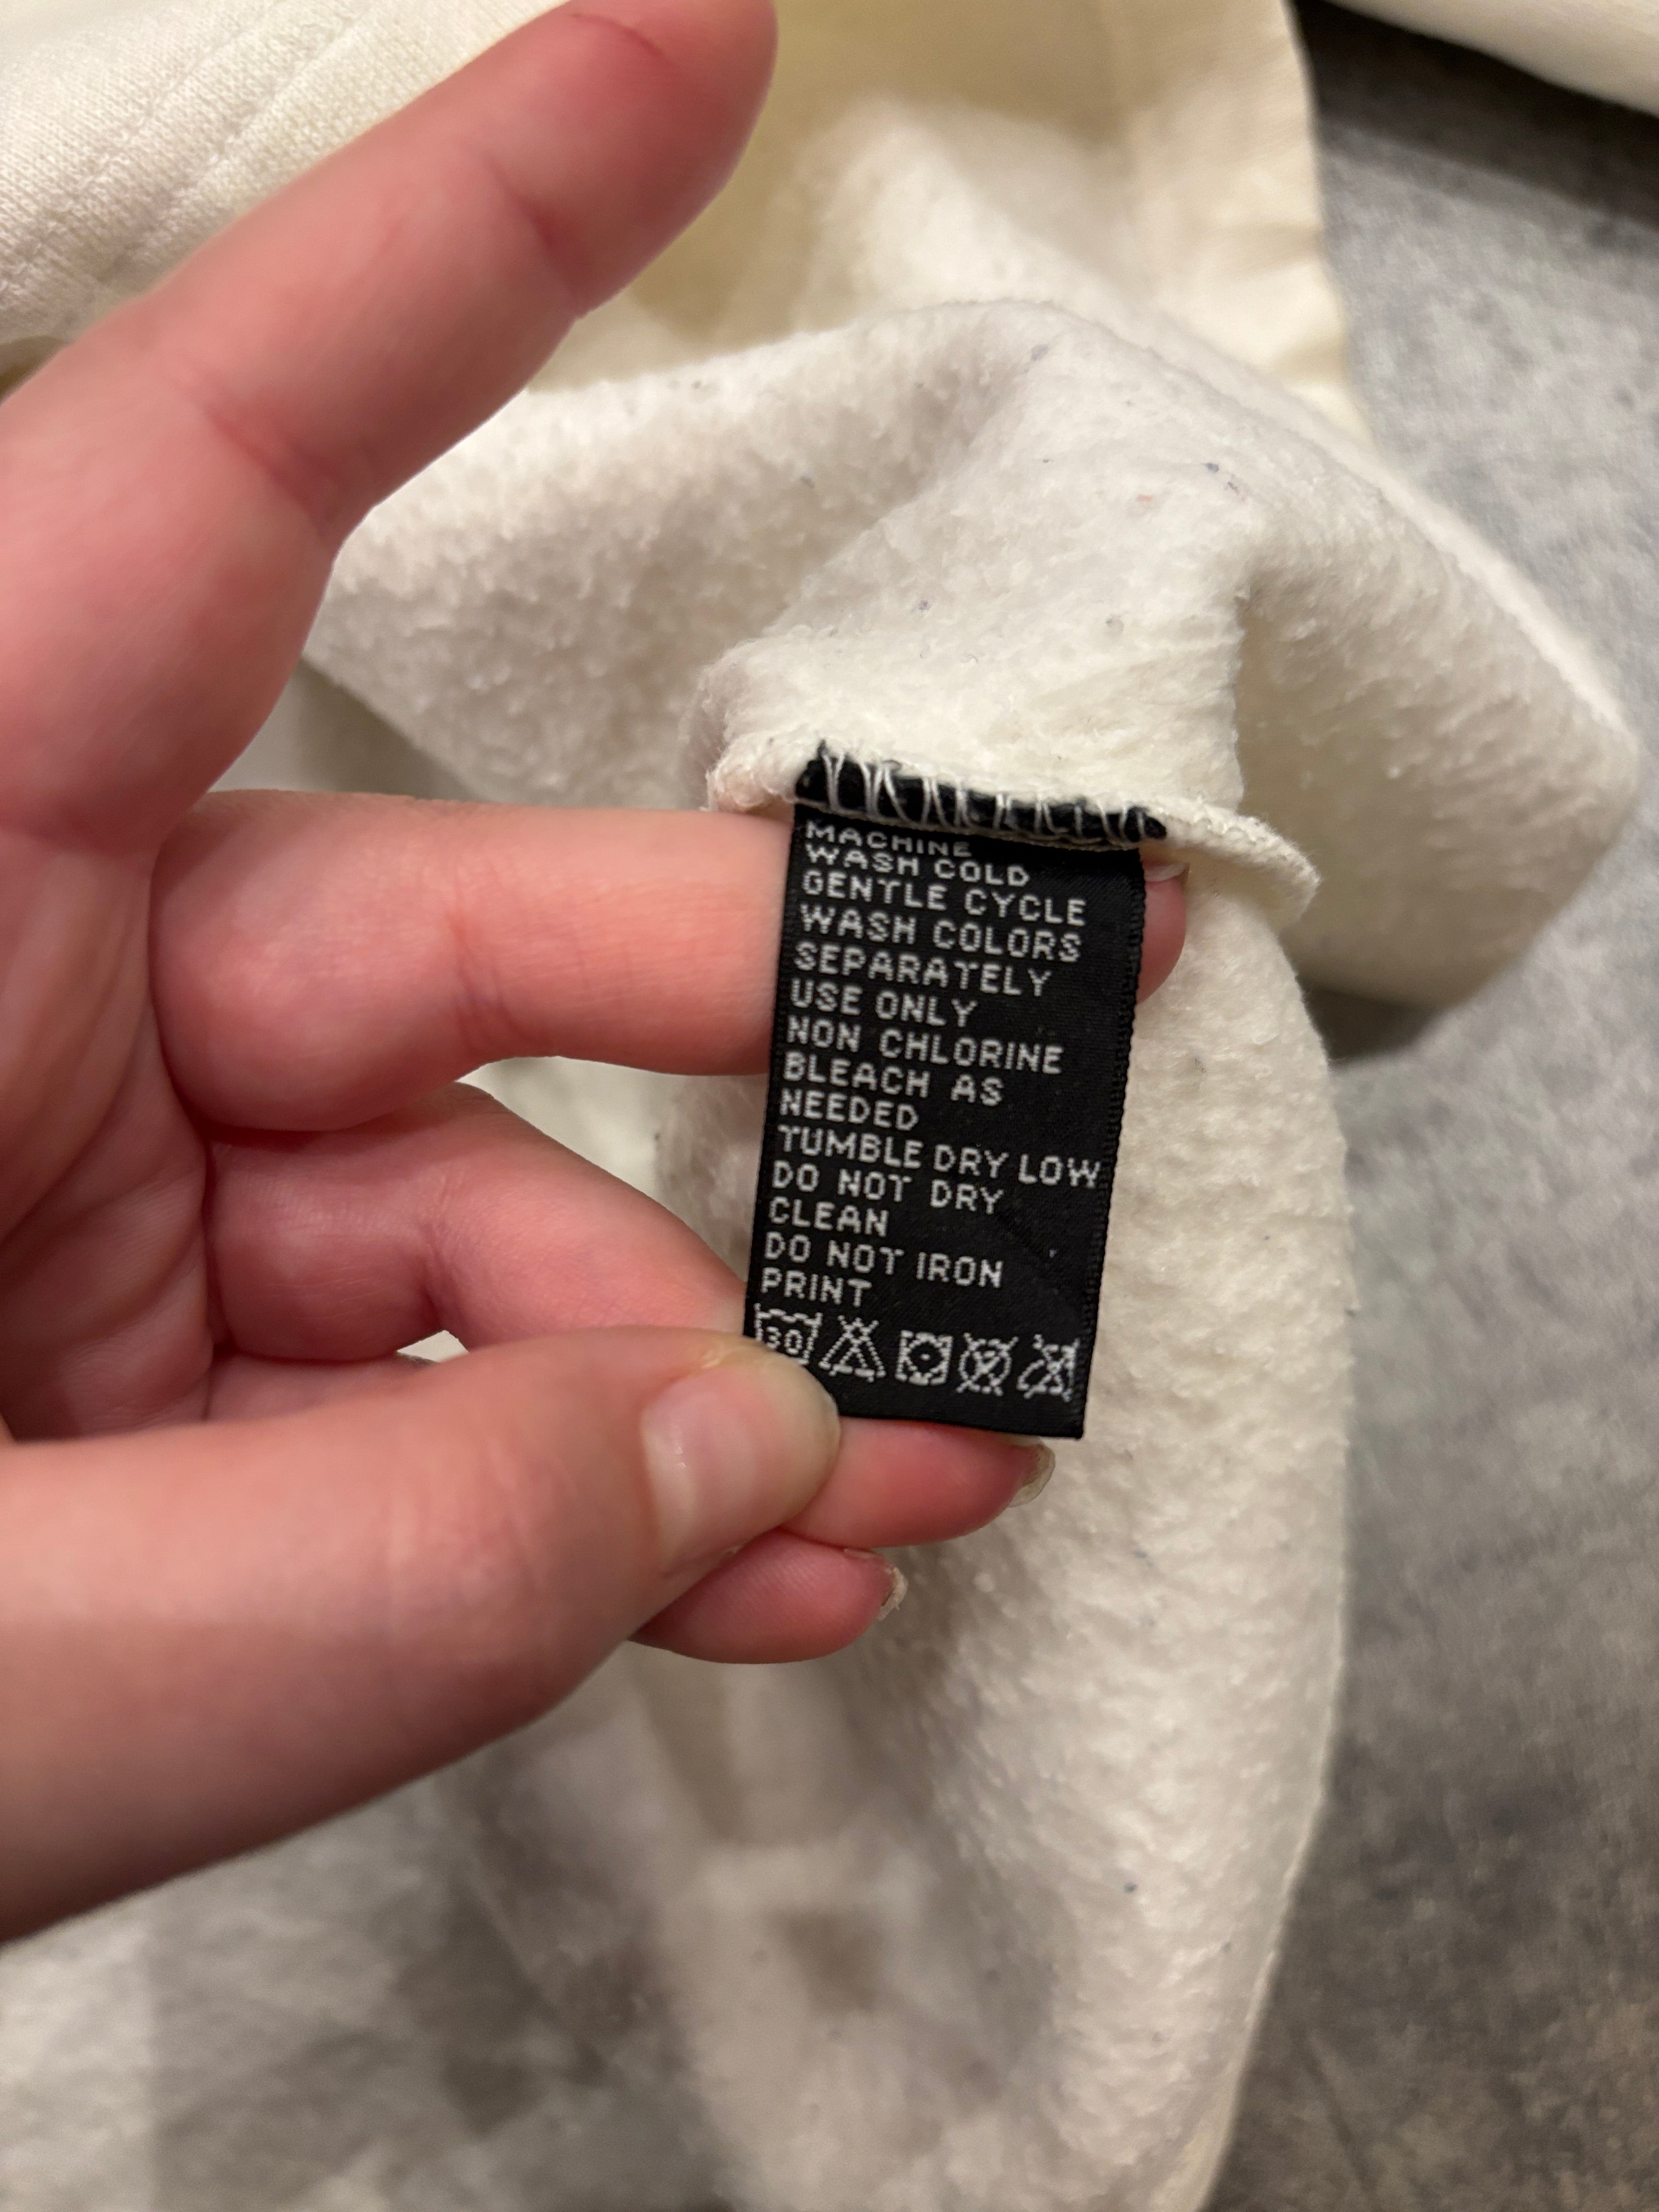 MACHINE
WASH COLD
GENTLE CYCLE
WASH COLORS
SEPARATELY
USE ONLY
NON CHLORINE
BLEACH AS
NEEDED
TUMBLE DRY LOW
DO NOT DRY
CLEAN
DO NOT IRON
PRINT
30